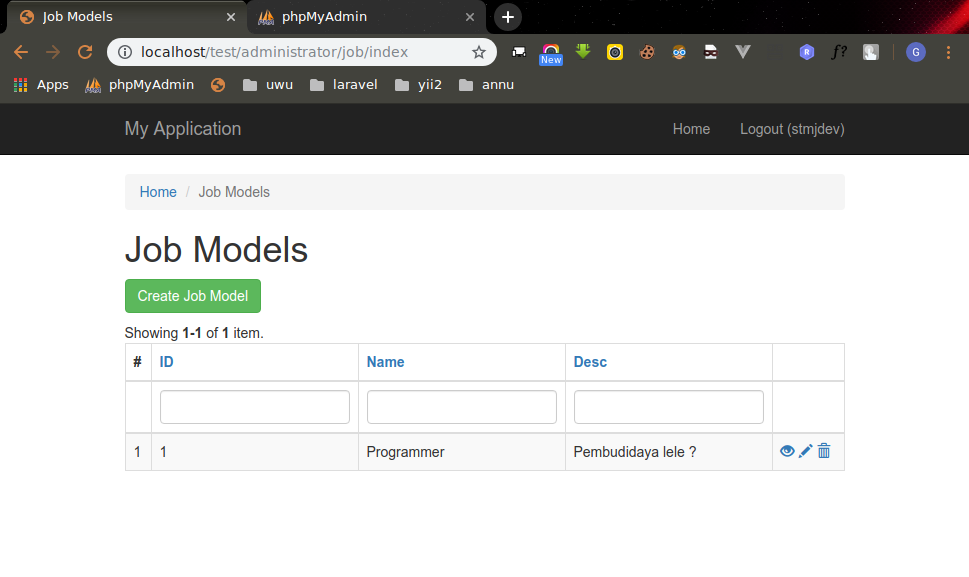 Job Models
phpMyAdmin
localhost/test/administrator/job/index
New
R
f?
G
Apps
phpMyAdmin
uwu
laravel
yii2
annu
My Application
Home
Logout (stmjdev)
Home / Job Models
Job Models
Create Job Model
Showing 1-1 of 1 item.
# ID Name Desc
1 1 Programmer Pembudidaya lele ?